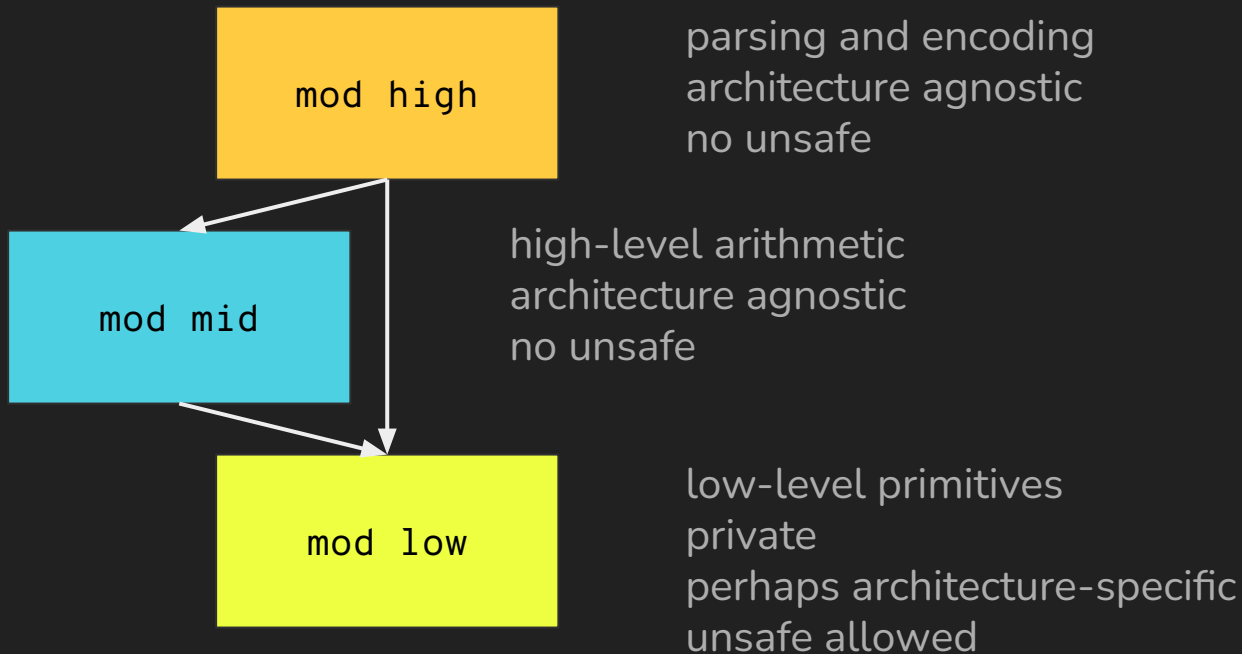 mod high
parsing and encoding
architecture agnostic
no unsafe
mod mid
high-level arithmetic
architecture agnostic
no unsafe
mod low
low-level primitives
private
perhaps architecture-specific
unsafe allowed